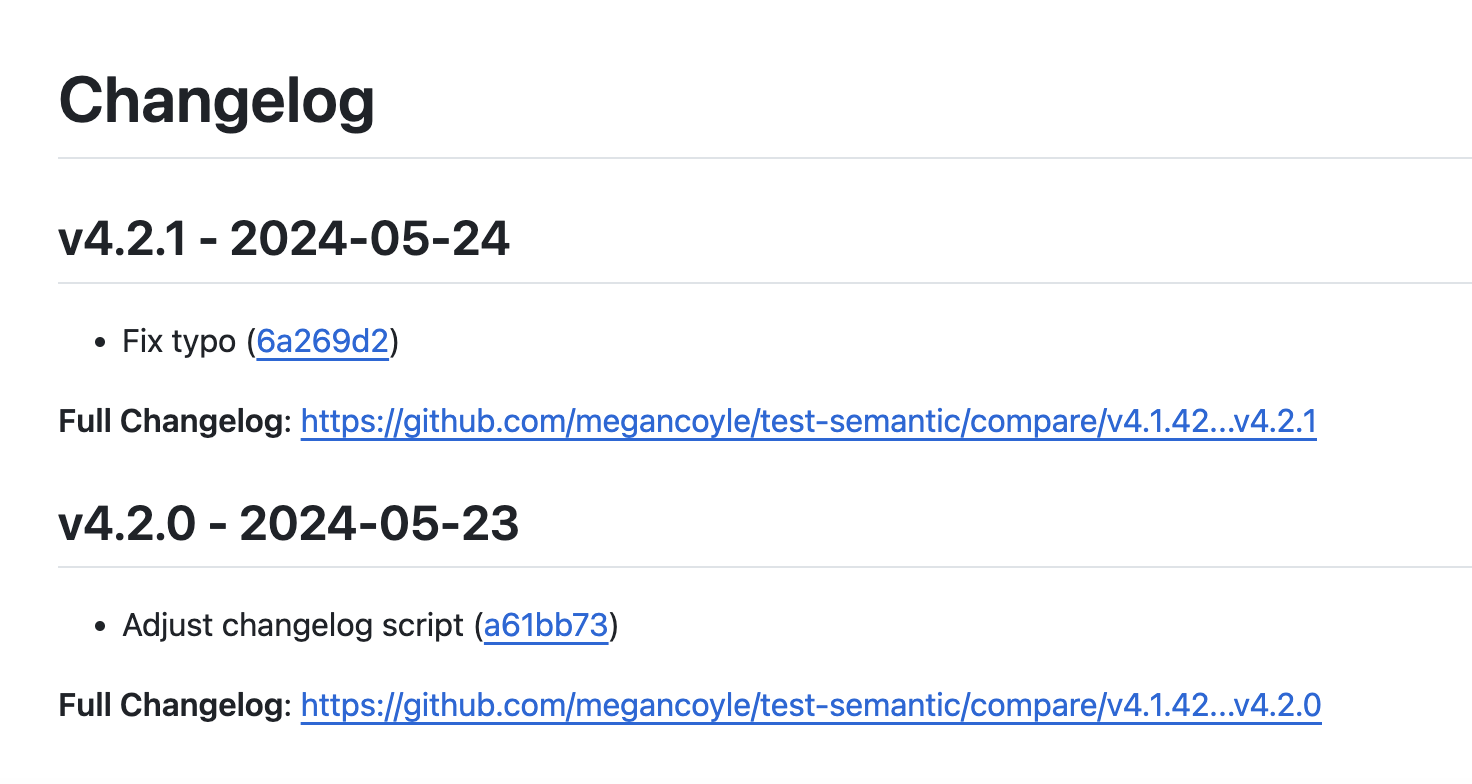 Changelog
v4.2.1 - 2024-05-24
• Fix typo (6a269d2)
Full Changelog: https://github.com/megancoyle/test-semantic/compare/v4.1.42...v4.2.1
v4.2.0 - 2024-05-23
• Adjust changelog script (a61bb73)
Full Changelog: https://github.com/megancoyle/test-semantic/compare/v4.1.42...v4.2.0